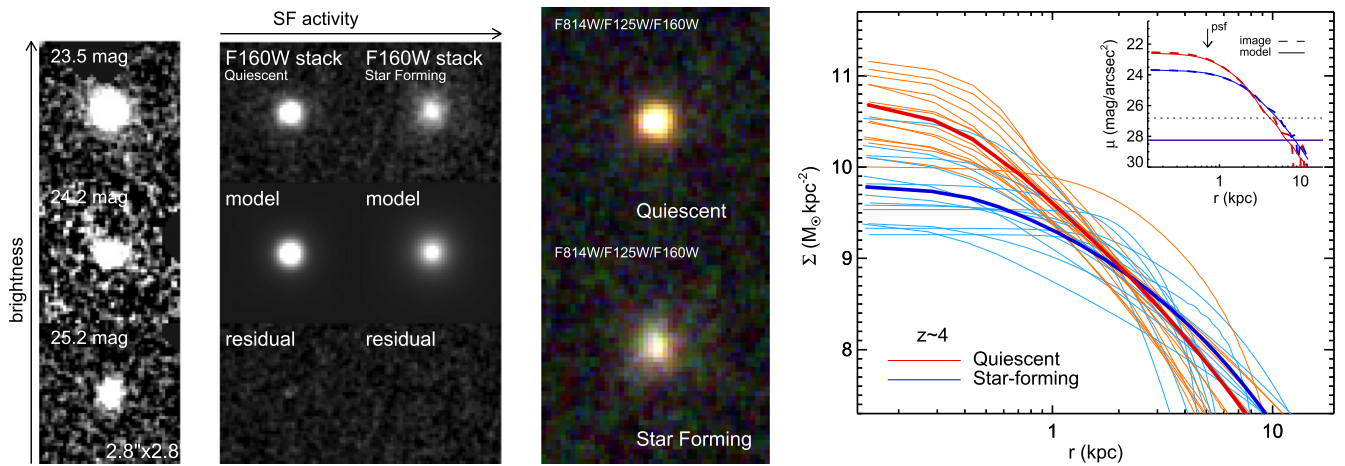 SF activity
brightness
23.5 mag
24.2 mag
25.2 mag
2.8"x2.8
F160W stack
Quiescent
F160W stack
Star Forming
model
model
residual
residual
F814W/F125W/F160W
Quiescent
F814W/F125W/F160W
Star Forming
Σ (M☉ kpc⁻²)
11
10
9
8
1
10
r (kpc)
z~4
Quiescent
Star-forming
psf
image
model
μ (mag/arcsec²)
22
24
26
28
30
1
10
r (kpc)